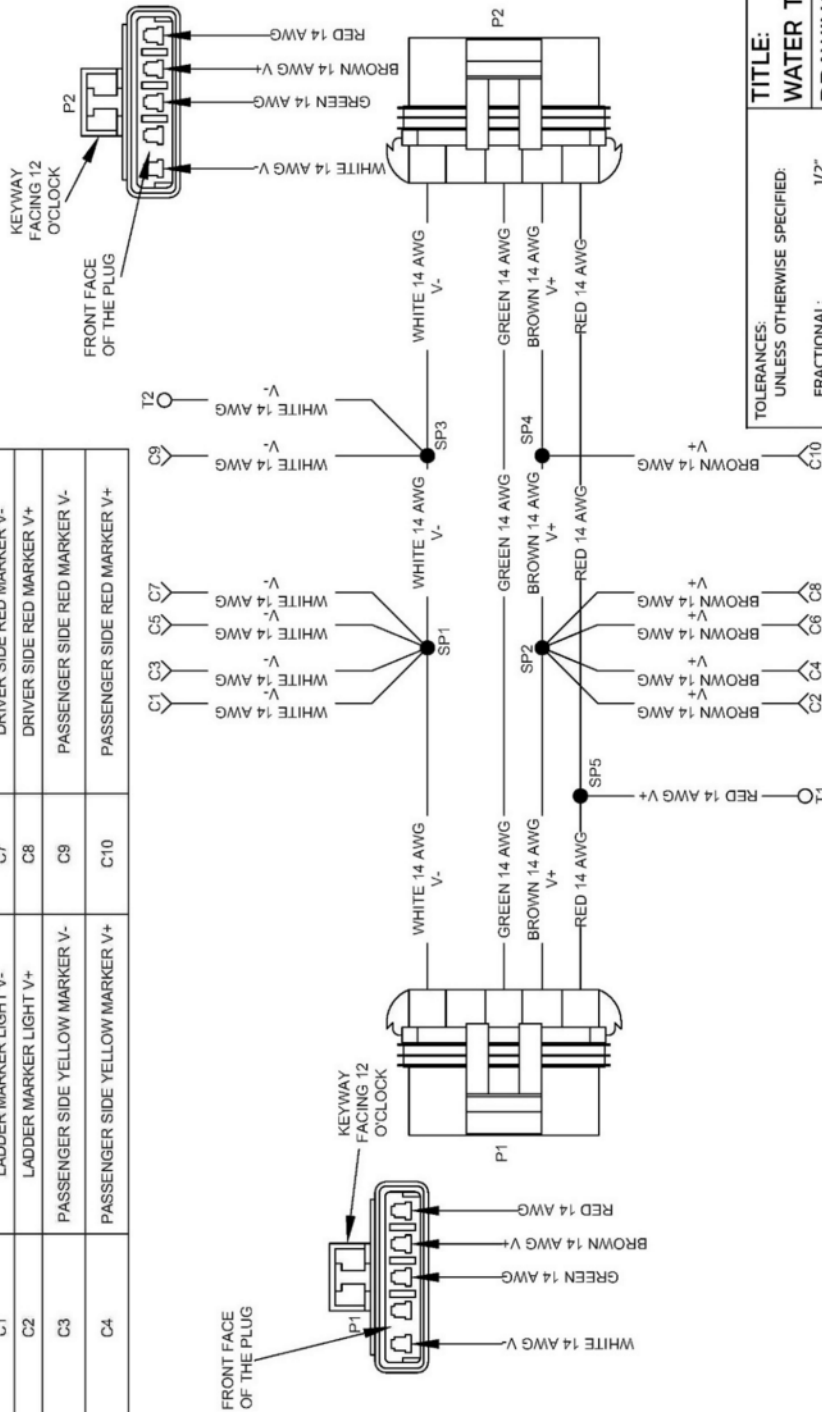 C1 LADDER MARKER LIGHT V- C7 DRIVER SIDE RED MARKER V-
C2 LADDER MARKER LIGHT V+ C8 DRIVER SIDE RED MARKER V+
C3 PASSENGER SIDE YELLOW MARKER V- C9 PASSENGER SIDE RED MARKER V-
C4 PASSENGER SIDE YELLOW MARKER V+ C10 PASSENGER SIDE RED MARKER V+
FRONT FACE
OF THE PLUG
KEYWAY
FACING 12
O'CLOCK
P1
WHITE 14 AWG V-
GREEN 14 AWG
BROWN 14 AWG V+
RED 14 AWG
KEYWAY
FACING 12
O'CLOCK
P2
FRONT FACE
OF THE PLUG
WHITE 14 AWG V-
GREEN 14 AWG
BROWN 14 AWG V+
RED 14 AWG
C1
C3
C5
C7
C9
T2
WHITE 14 AWG
V-
WHITE 14 AWG
V-
WHITE 14 AWG
V-
WHITE 14 AWG
V-
WHITE 14 AWG
V-
WHITE 14 AWG
V-
P1
WHITE 14 AWG
V-
SP1
WHITE 14 AWG
V-
SP3
WHITE 14 AWG
V-
P2
GREEN 14 AWG
GREEN 14 AWG
GREEN 14 AWG
BROWN 14 AWG
V+
SP2
BROWN 14 AWG
V+
SP4
BROWN 14 AWG
V+
RED 14 AWG
SP5
RED 14 AWG
RED 14 AWG
RED 14 AWG V+
T1
BROWN 14 AWG
V+
BROWN 14 AWG
V+
BROWN 14 AWG
V+
BROWN 14 AWG
V+
BROWN 14 AWG
V+
C2
C4
C6
C8
C10
TOLERANCES:
UNLESS OTHERWISE SPECIFIED:
FRACTIONAL: 1/2"
TITLE:
WATER T